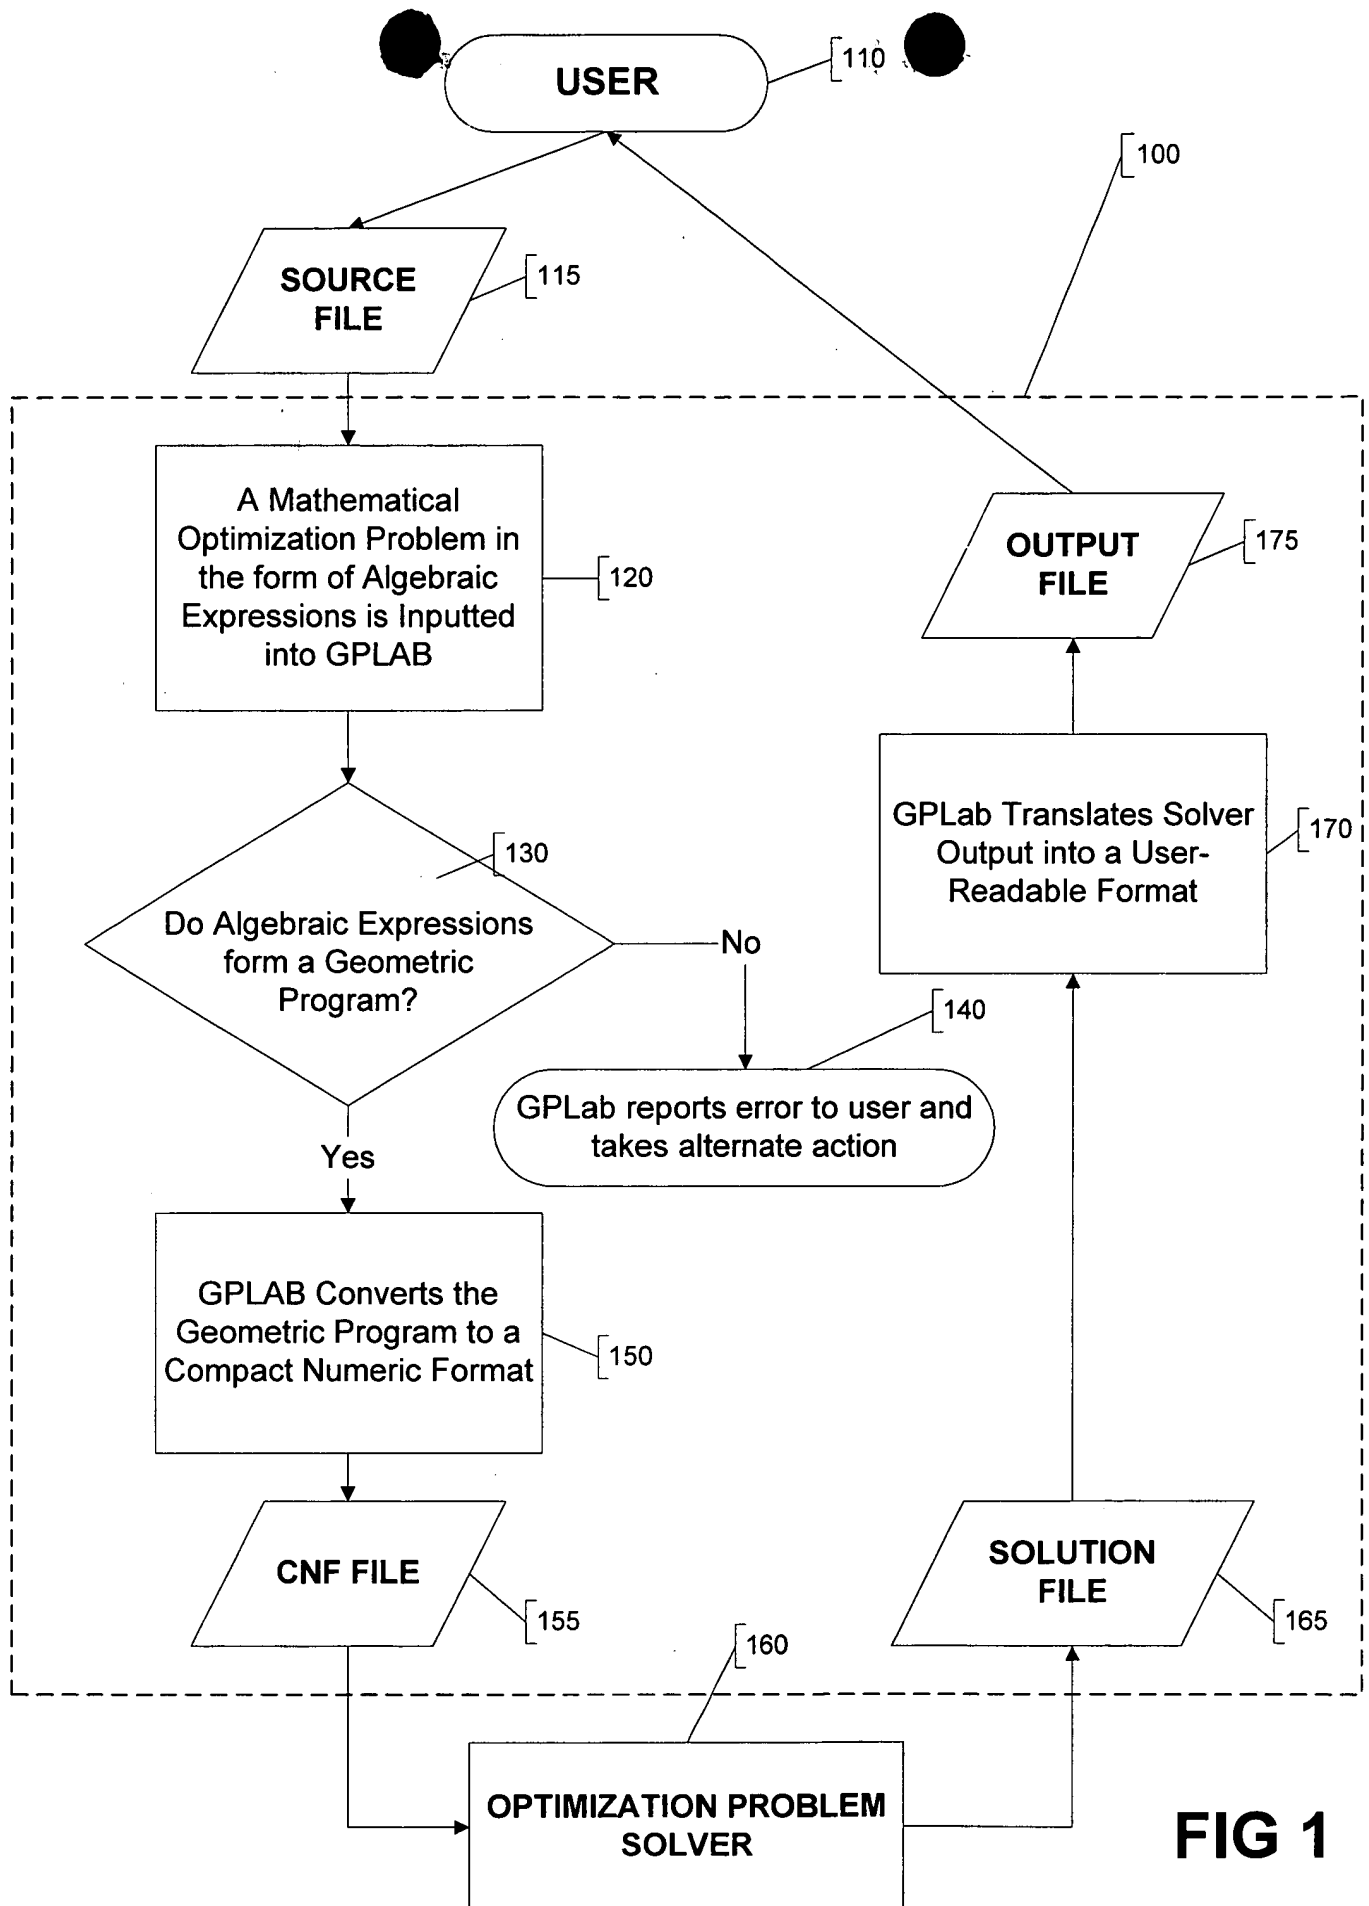 USER
110
100
SOURCE
FILE
115
A Mathematical
Optimization Problem in
the form of Algebraic
Expressions is Inputted
into GPLAB
120
OUTPUT
FILE
175
130
Do Algebraic Expressions
form a Geometric
Program?
No
GPLab Translates Solver
Output into a User-
Readable Format
170
140
GPLab reports error to user and
takes alternate action
Yes
GPLAB Converts the
Geometric Program to a
Compact Numeric Format
150
CNF FILE
155
SOLUTION
FILE
165
160
OPTIMIZATION PROBLEM
SOLVER
FIG 1